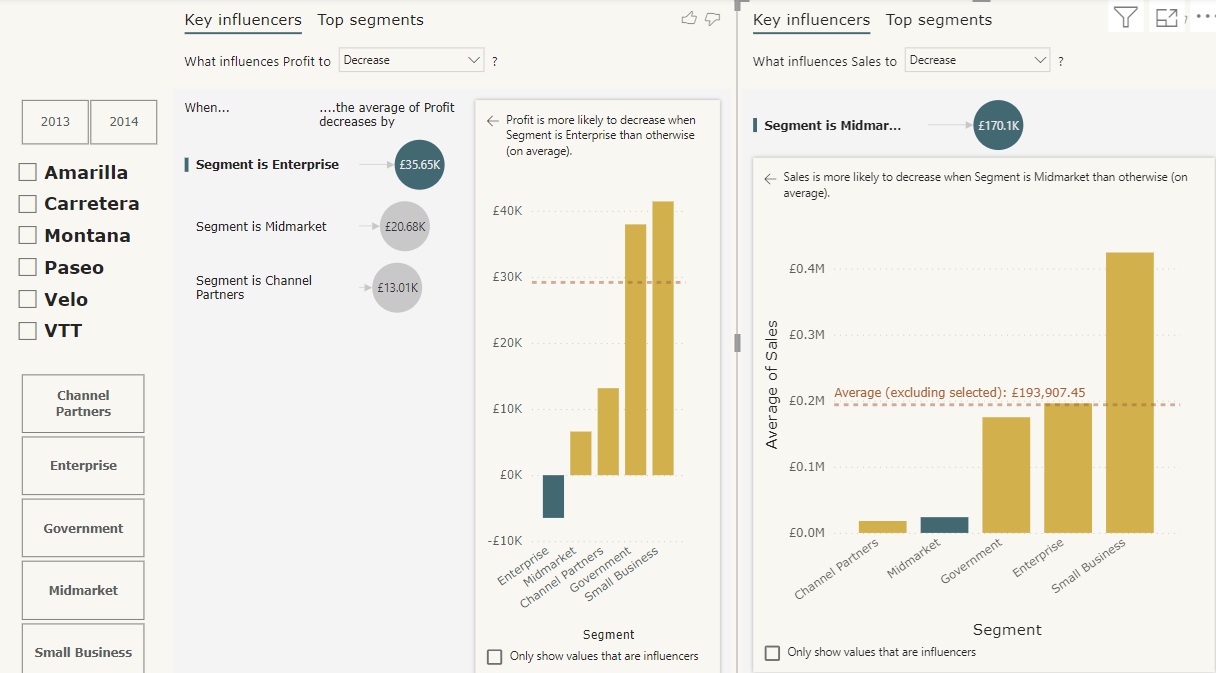 Key influencers Top segments
What influences Profit to Decrease ?
2013 2014
Amarilla
Carretera
Montana
Paseo
Velo
VTT
Channel
Partners
Enterprise
Government
Midmarket
Small Business
When...
....the average of Profit
decreases by
Segment is Enterprise £35.65K
Segment is Midmarket £20.68K
Segment is Channel
Partners
£13.01K
Profit is more likely to decrease when
Segment is Enterprise than otherwise
(on average).
£40K
£30K
£20K
£10K
£0K
-£10K
Enterprise
Midmarket
Channel Partners
Government
Small Business
Segment
Only show values that are influencers
Key influencers Top segments
What influences Sales to Decrease ?
Segment is Midmar... £170.1K
Sales is more likely to decrease when Segment is Midmarket than otherwise (on
average).
Average of Sales
£0.4M
£0.3M
Average (excluding selected): £193,907.45
£0.2M
£0.1M
£0.0M
Channel Partners
Midmarket
Government
Enterprise
Small Business
Segment
Only show values that are influencers